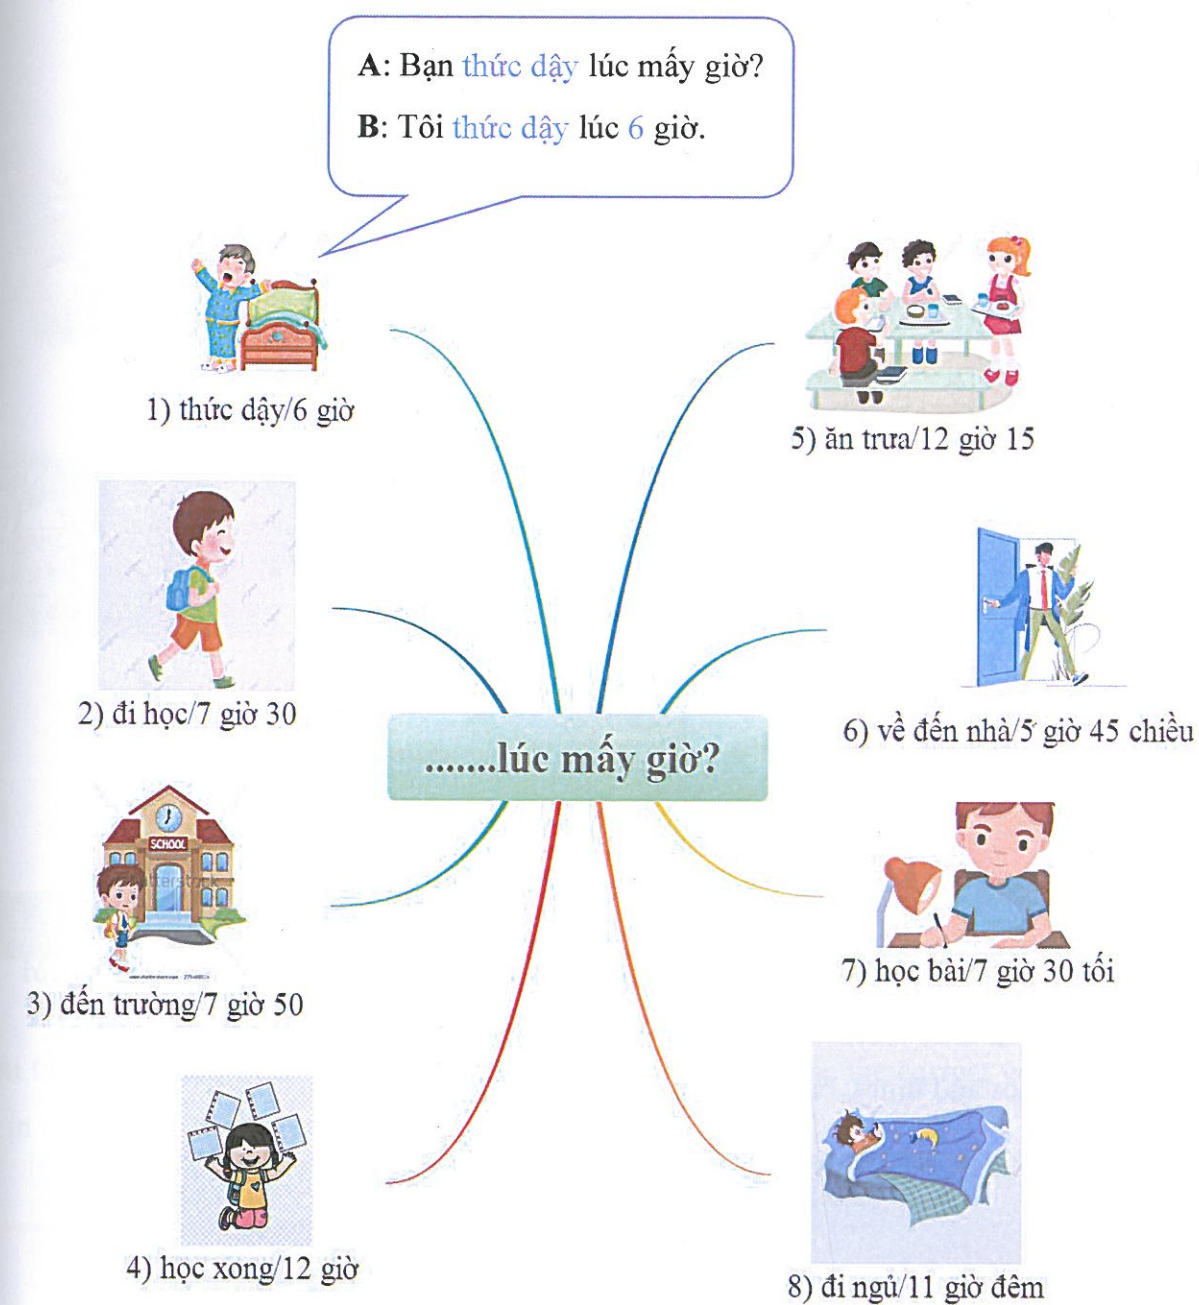 A: Bạn thức dậy lúc mấy giờ?
B: Tôi thức dậy lúc 6 giờ.
1) thức dậy/6 giờ
2) đi học/7 giờ 30
SCHOOL
3) đến trường/7 giờ 50
4) học xong/12 giờ
.......lúc mấy giờ?
5) ăn trưa/12 giờ 15
6) về đến nhà/5 giờ 45 chiều
7) học bài/7 giờ 30 tối
8) đi ngủ/11 giờ đêm